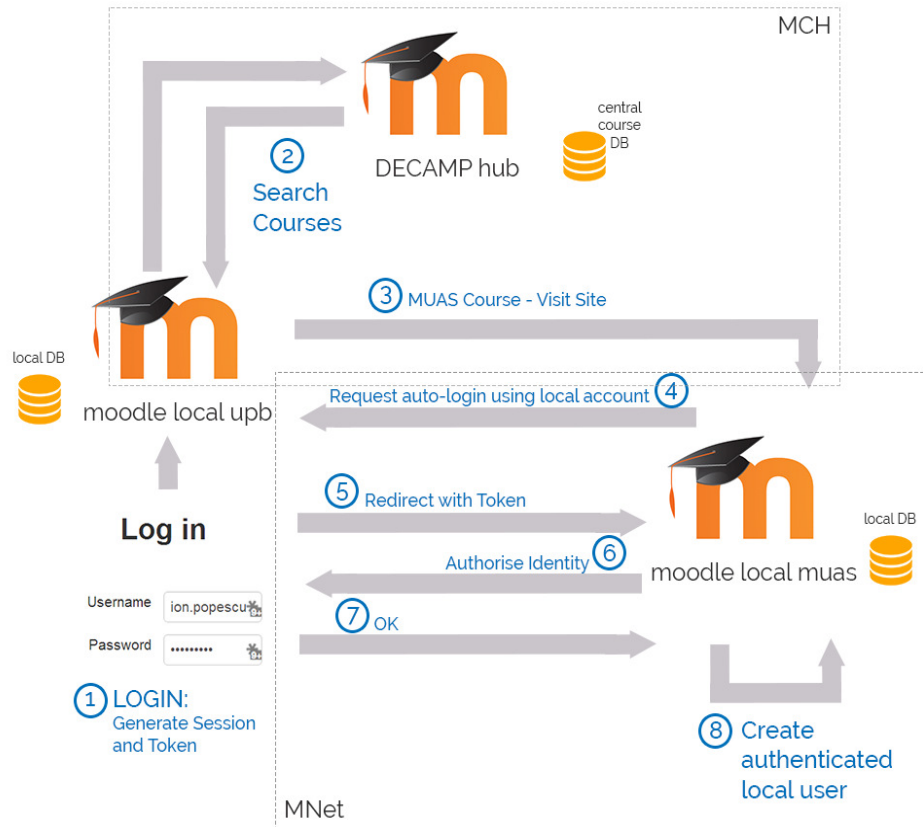 MCH
central
course
DB
DECAMP hub
2
Search
Courses
3 MUAS Course - Visit Site
local DB
moodle local upb
Request auto-login using local account 4
5 Redirect with Token
Log in
local DB
Authorise Identity 6
moodle local muas
Username ion.popescu
7 OK
Password •••••••••
1 LOGIN:
Generate Session
and Token
8 Create
authenticated
local user
MNet